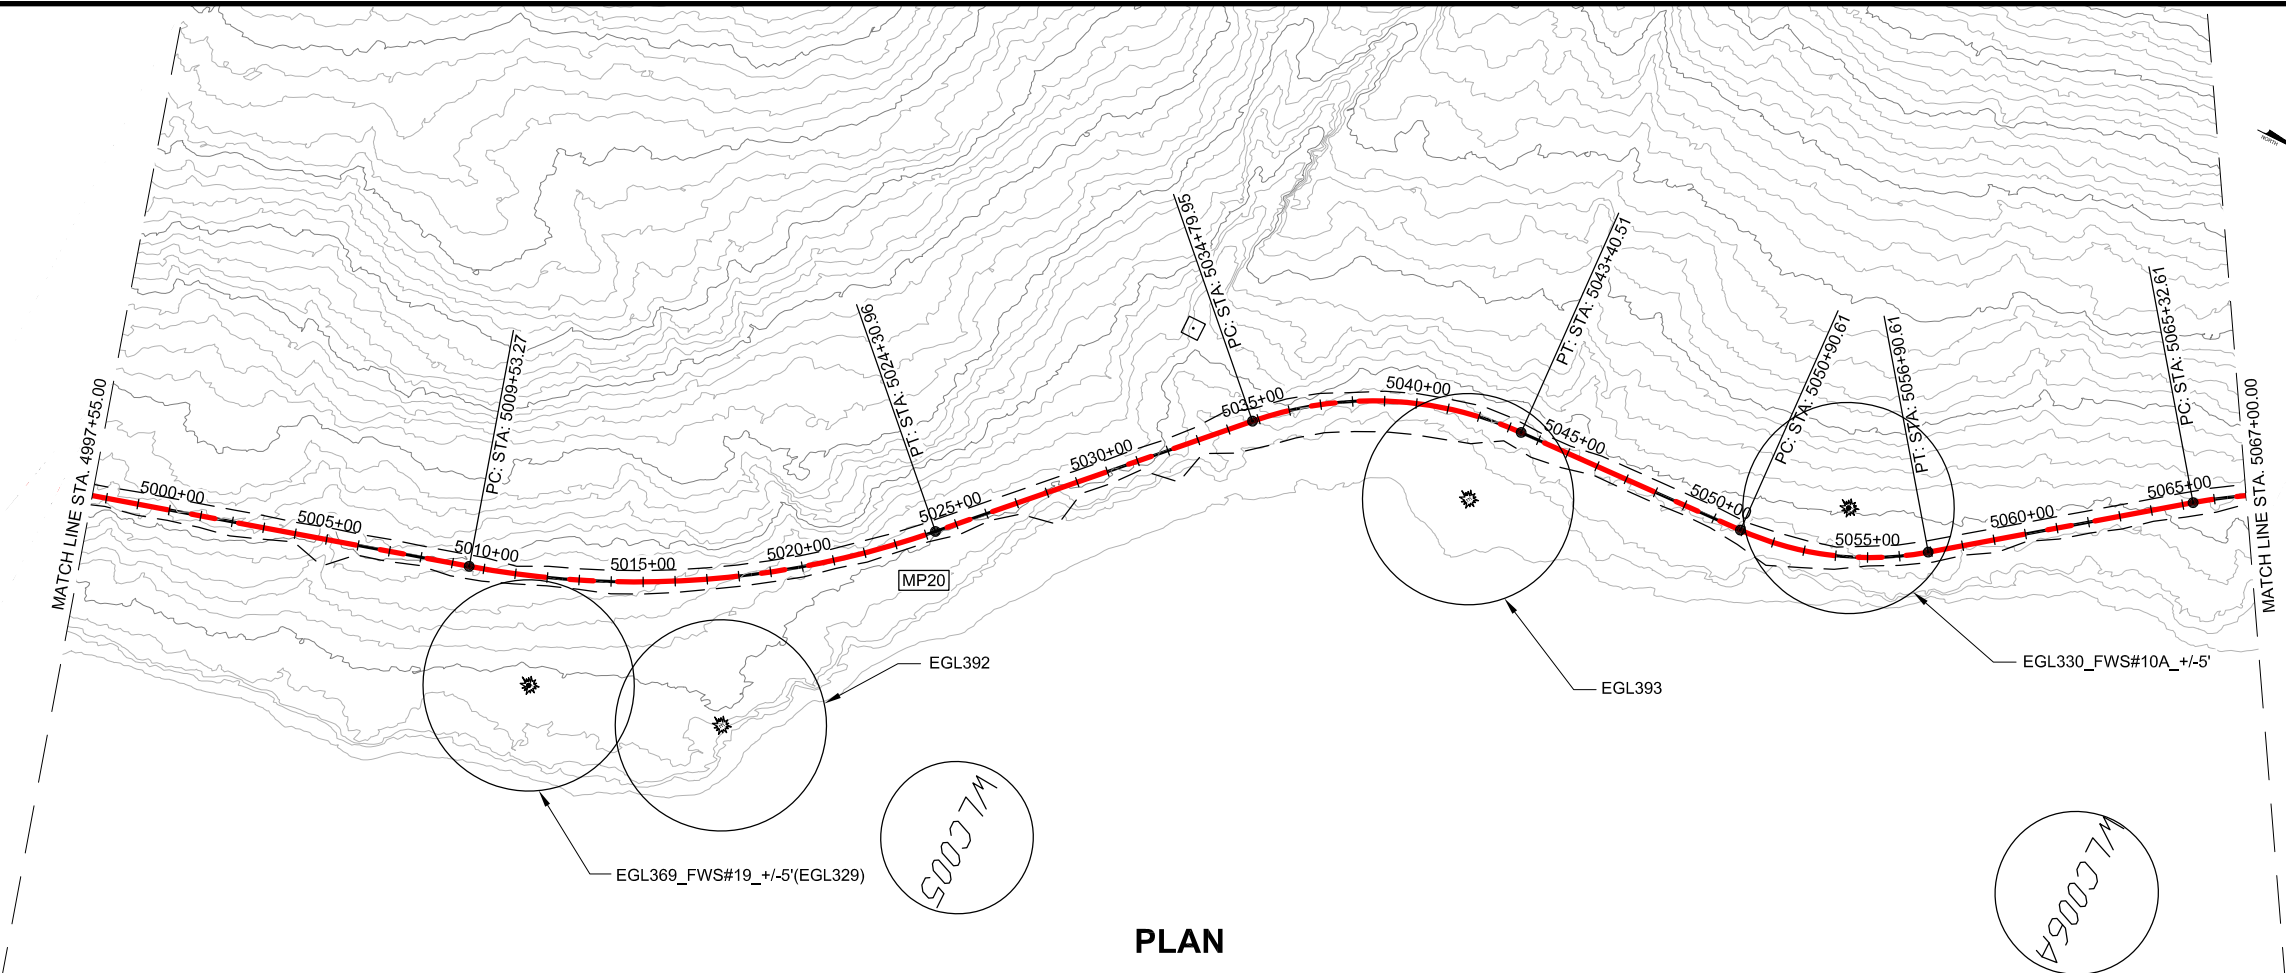 MATCH LINE STA. 4997+55.00
5000+00
5005+00
PC: STA: 5009+53.27
5010+00
5015+00
5020+00
PT: STA: 5024+30.96
5025+00
MP20
5030+00
PC: STA: 5034+79.95
5035+00
5040+00
PT: STA: 5043+40.51
5045+00
5050+00
PC: STA: 5050+90.61
5055+00
PT: STA: 5056+90.61
5060+00
PC: STA: 5065+32.61
5065+00
MATCH LINE STA. 5067+00.00
NORTH
EGL392
EGL393
EGL330_FWS#10A_+/-5'
EGL369_FWS#19_+/-5'(EGL329)
WLC005
WLC006A
PLAN